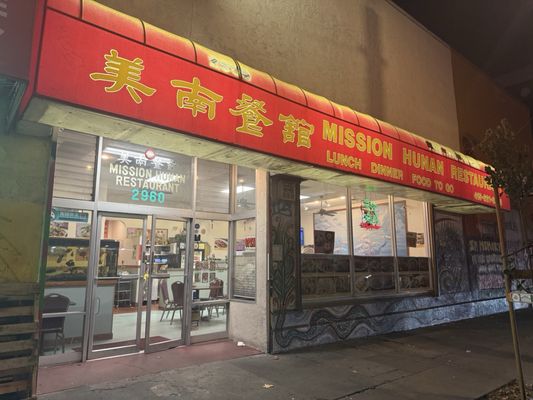 美南餐館
MISSION HUNAN RESTAURANT
LUNCH DINNER FOOD TO GO
美南餐館
MISSION HUNAN
RESTAURANT
2960